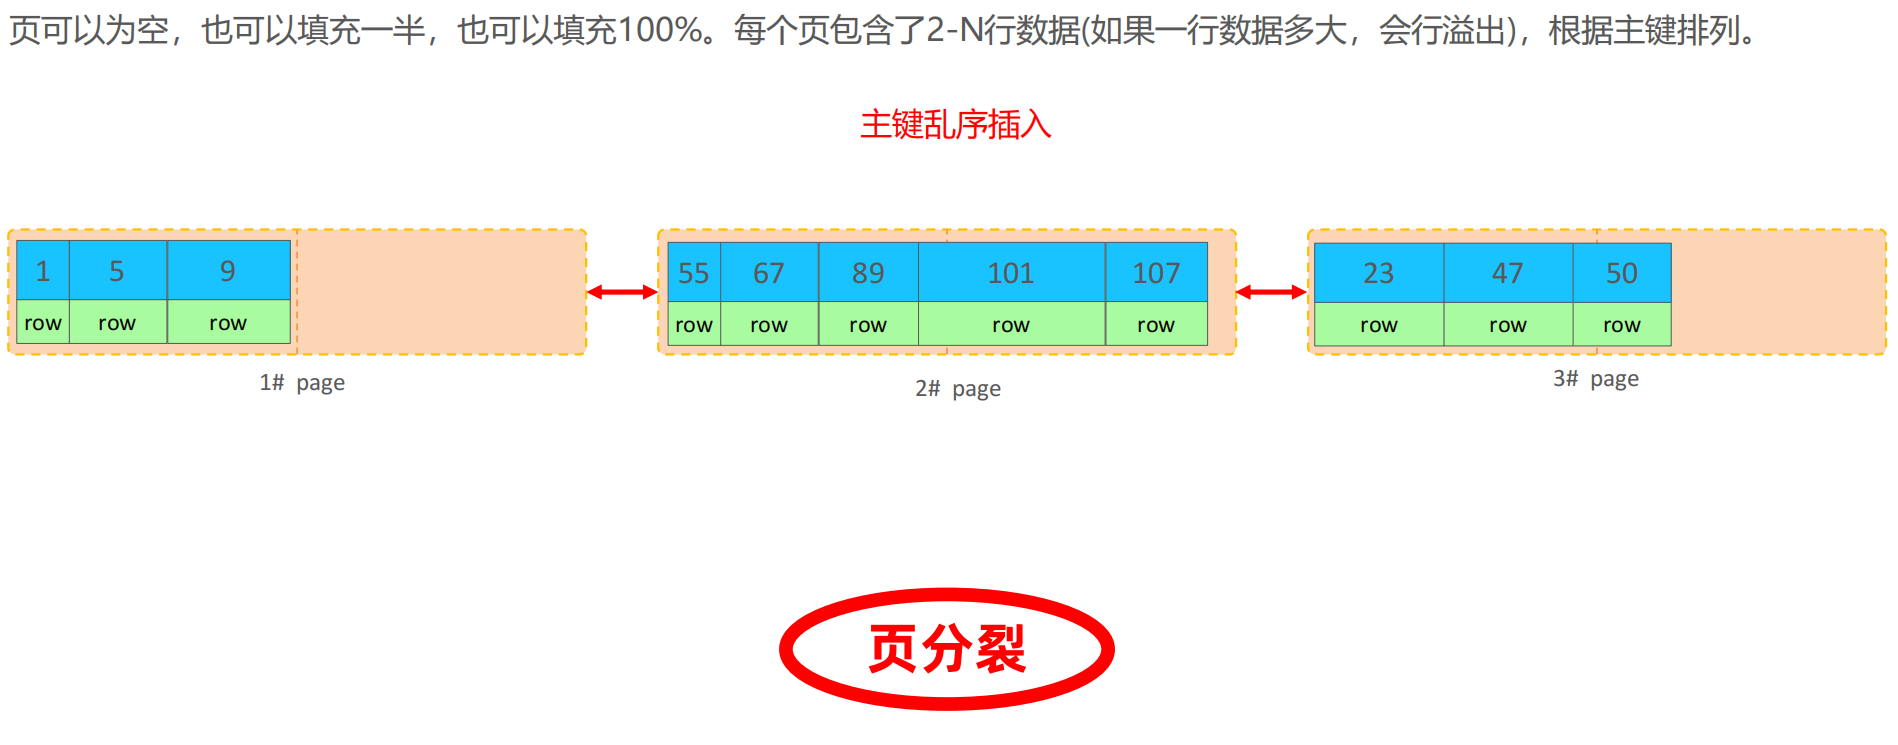 页可以为空，也可以填充一半，也可以填充100%。每个页包含了2-N行数据(如果一行数据多大，会行溢出)，根据主键排列。
主键乱序插入
1 5 9
row row row
1# page
55 67 89 101 107
row row row row row
2# page
23 47 50
row row row
3# page
页分裂